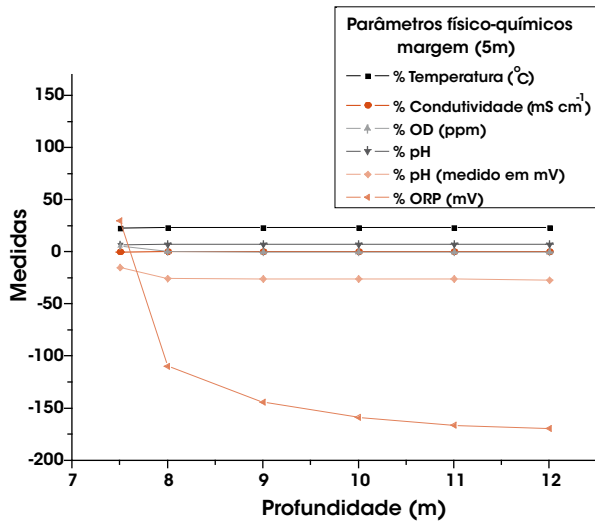 Parâmetros físico-químicos
margem (5m)
% Temperatura (°C)
% Condutividade (mS cm-1)
% OD (ppm)
% pH
% pH (medido em mV)
% ORP (mV)
Medidas
150
100
50
0
-50
-100
-150
-200
7
8
9
10
11
12
Profundidade (m)